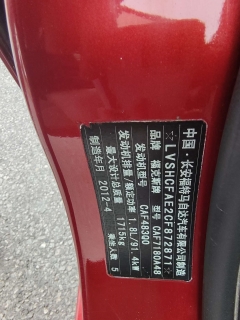 中国·长安福特马自达汽车有限公司制造
LVSHCFAE2CF872811
品牌 福克斯牌 型号 CAF7180A48
发动机型号 CAF483Q0
发动机排量/额定功率 1.8L/91.4kW
最大设计总质量 1715kg
制造年月 2012-4 乘坐人数 5